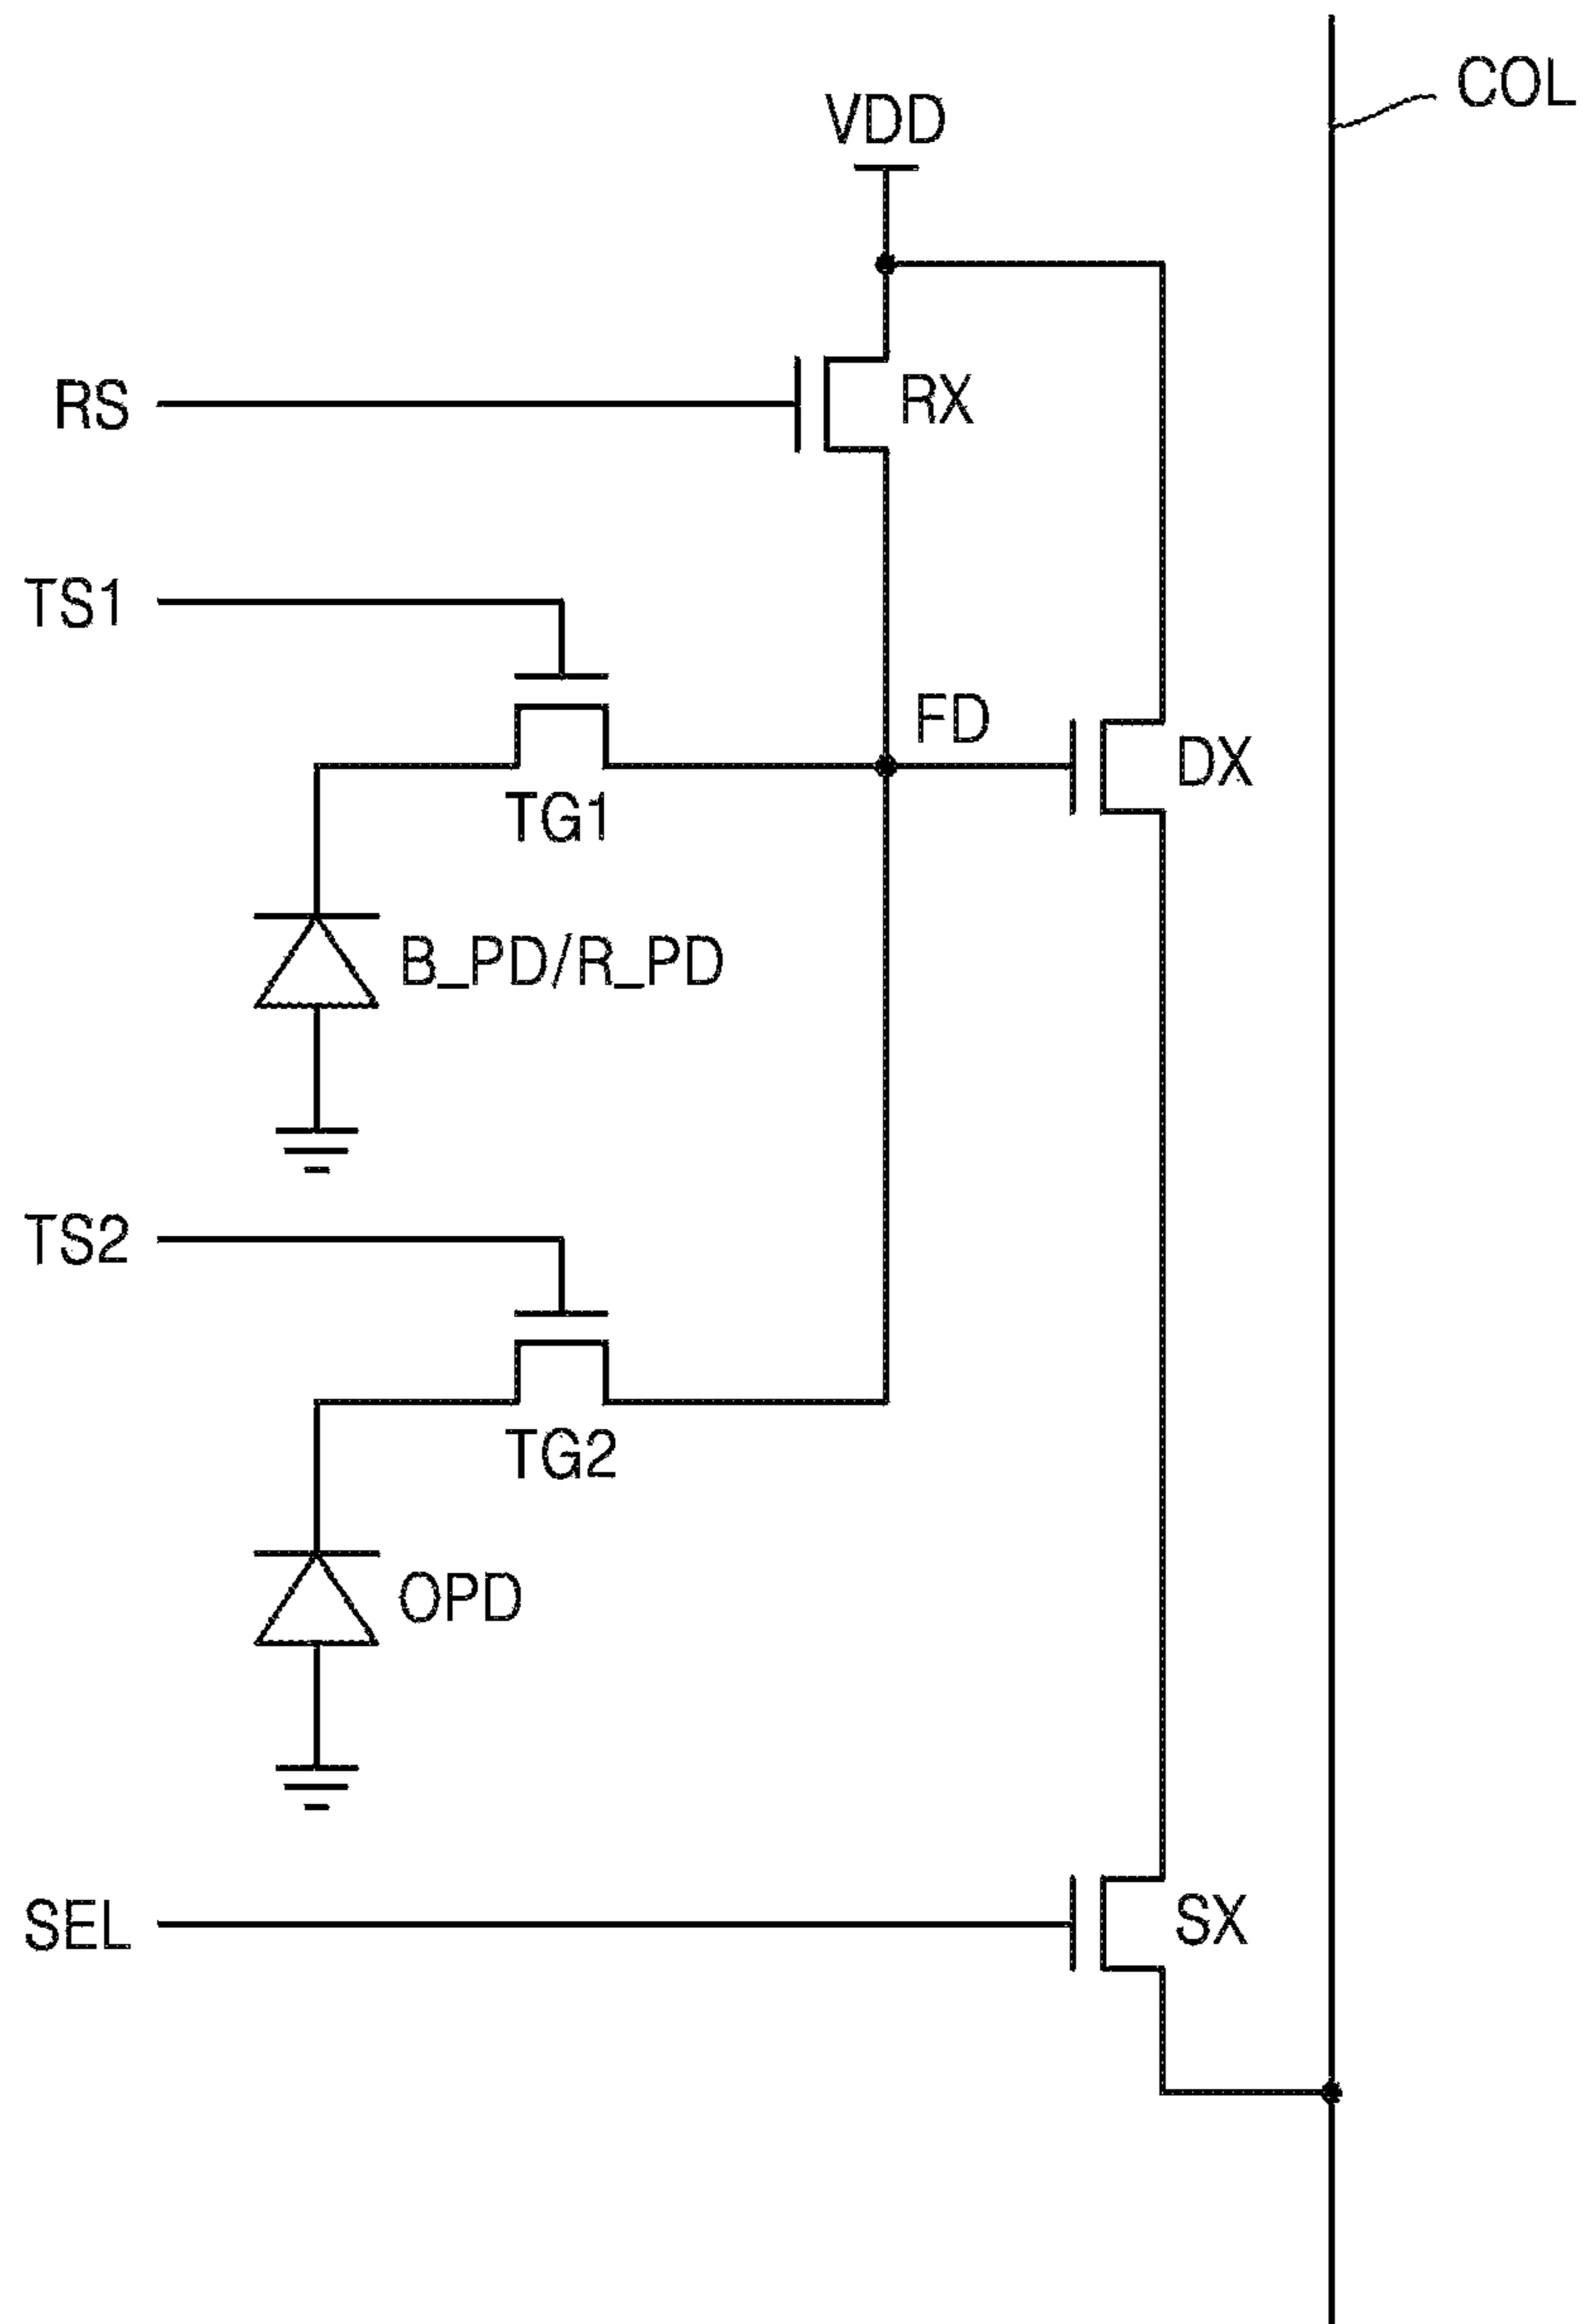 COL
VDD
RS
RX
TS1
FD
DX
TG1
B_PD/R_PD
TS2
TG2
OPD
SEL
SX